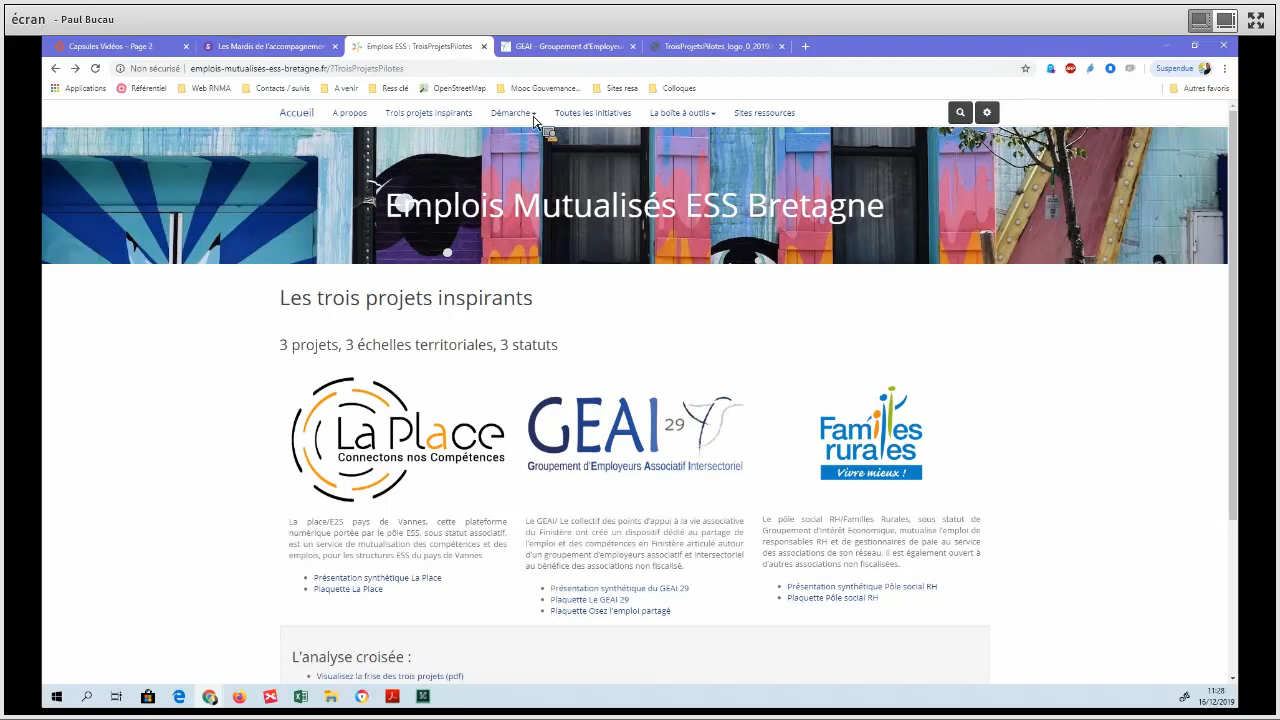 écran - Paul Bucau
Capsules Vidéos – Page 2
Les Mardis de l'accompagneme
Emplois ESS : TroisProjetsPilotes
GEAI – Groupement d'Employeu
TroisProjetsPilotes_logo_0_2019
Non sécurisé
emplois-mutualises-ess-bretagne.fr/?TroisProjetsPilotes
Suspendue
Applications
Référentiel
Web RNMA
Contacts / suivis
A venir
Ress clé
OpenStreetMap
Mooc Gouvernance...
Sites resa
Colloques
Autres favoris
Accueil
A propos
Trois projets inspirants
Démarche
Toutes les initiatives
La boîte à outils
Sites ressources
Emplois Mutualisés ESS Bretagne
Les trois projets inspirants
3 projets, 3 échelles territoriales, 3 statuts
La Place
Connectons nos Compétences
GEAI 29
Groupement d'Employeurs Associatif Intersectoriel
Familles
rurales
Vivre mieux !
La place/E2S pays de Vannes, cette plateforme
numérique portée par le pôle ESS, sous statut associatif,
est un service de mutualisation des compétences et des
emplois, pour les structures ESS du pays de Vannes
Présentation synthétique La Place
Plaquette La Place
Le GEAI/ Le collectif des points d'appui à la vie associative
du Finistère ont créé un dispositif dédié au partage de
l'emploi et des compétences en Finistère articulé autour
d'un groupement d'employeurs associatif et intersectoriel
au bénéfice des associations non fiscalisé.
Présentation synthétique du GEAI 29
Plaquette Le GEAI 29
Plaquette Osez l'emploi partagé
Le pôle social RH/Familles Rurales, sous statut de
Groupement d'Intérêt Economique, mutualise l'emploi de
responsables RH et de gestionnaires de paie au service
des associations de son réseau. Il est également ouvert à
d'autres associations non fiscalisées.
Présentation synthétique Pôle social RH
Plaquette Pôle social RH
L'analyse croisée :
Visualisez la frise des trois projets (pdf)
11:28
16/12/2019